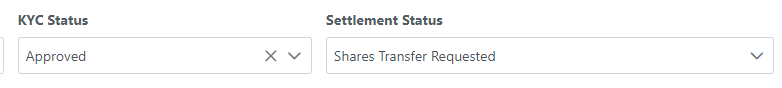 KYC Status
Settlement Status
Approved
Shares Transfer Requested